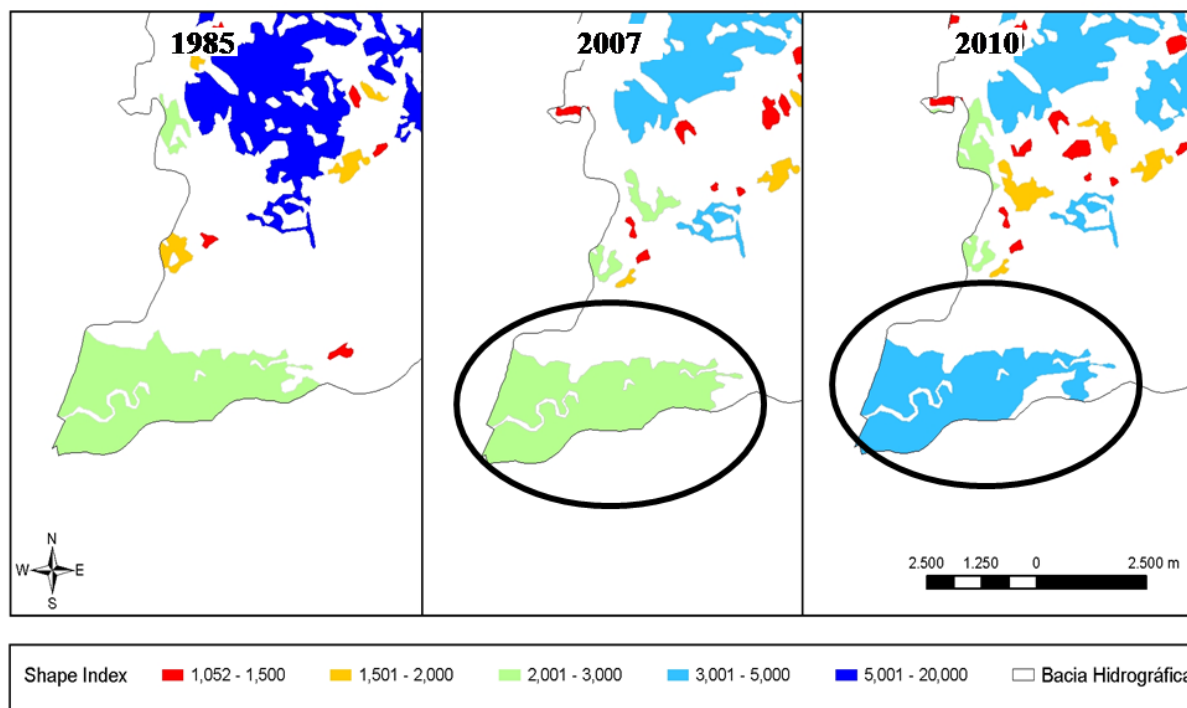 1985
2007
2010
N
W E
S
2.500 1.250 0 2.500 m
Shape Index 1,052 - 1,500 1,501 - 2,000 2,001 - 3,000 3,001 - 5,000 5,001 - 20,000 Bacia Hidrográfica